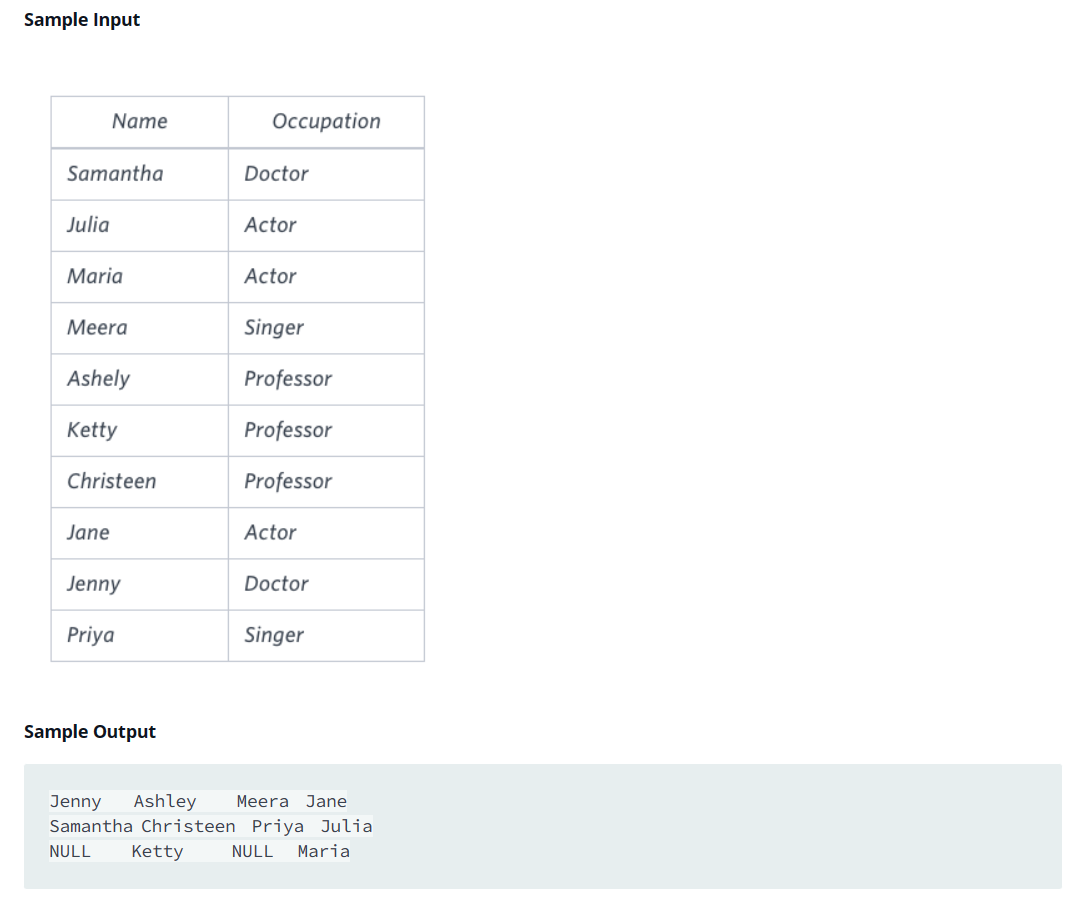 Sample Input
Name Occupation
Samantha Doctor
Julia Actor
Maria Actor
Meera Singer
Ashely Professor
Ketty Professor
Christeen Professor
Jane Actor
Jenny Doctor
Priya Singer
Sample Output
Jenny Ashley Meera Jane
Samantha Christeen Priya Julia
NULL Ketty NULL Maria